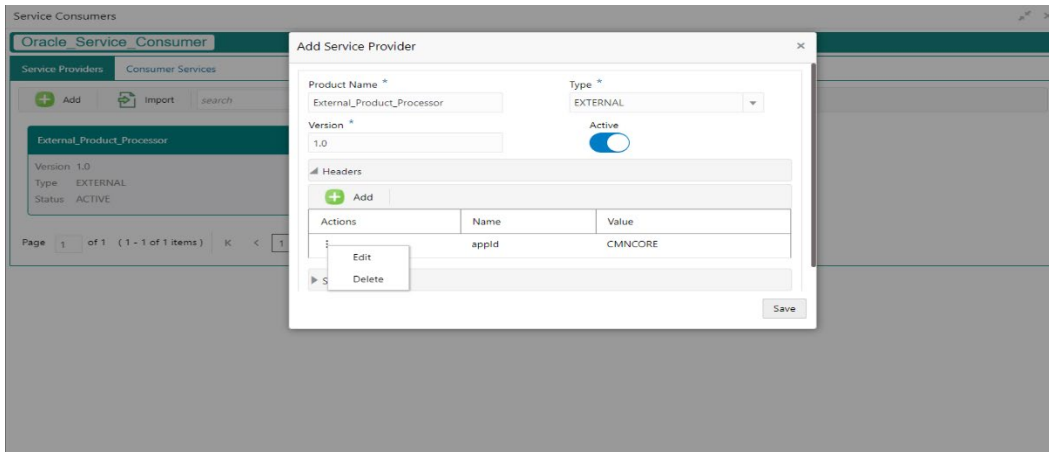 Service Consumers
Oracle_Service_Consumer
Service Providers Consumer Services
Add Import search
External_Product_Processor
Version 1.0
Type EXTERNAL
Status ACTIVE
Page 1 of 1 (1 - 1 of 1 items) K < 1
Add Service Provider ×
Product Name * Type *
External_Product_Processor EXTERNAL
Version * Active
1.0
Headers
Add
Actions Name Value
appId CMNCORE
Edit
Delete
S
Save